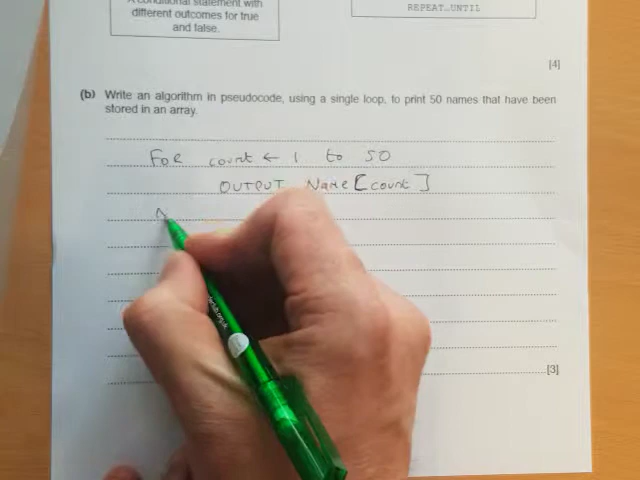 A conditional statement with
different outcomes for true
and false.
REPEAT…UNTIL
[4]
(b) Write an algorithm in pseudocode, using a single loop, to print 50 names that have been
stored in an array.
FOR count ← 1 to 50
OUTPUT Name [count]
[3]